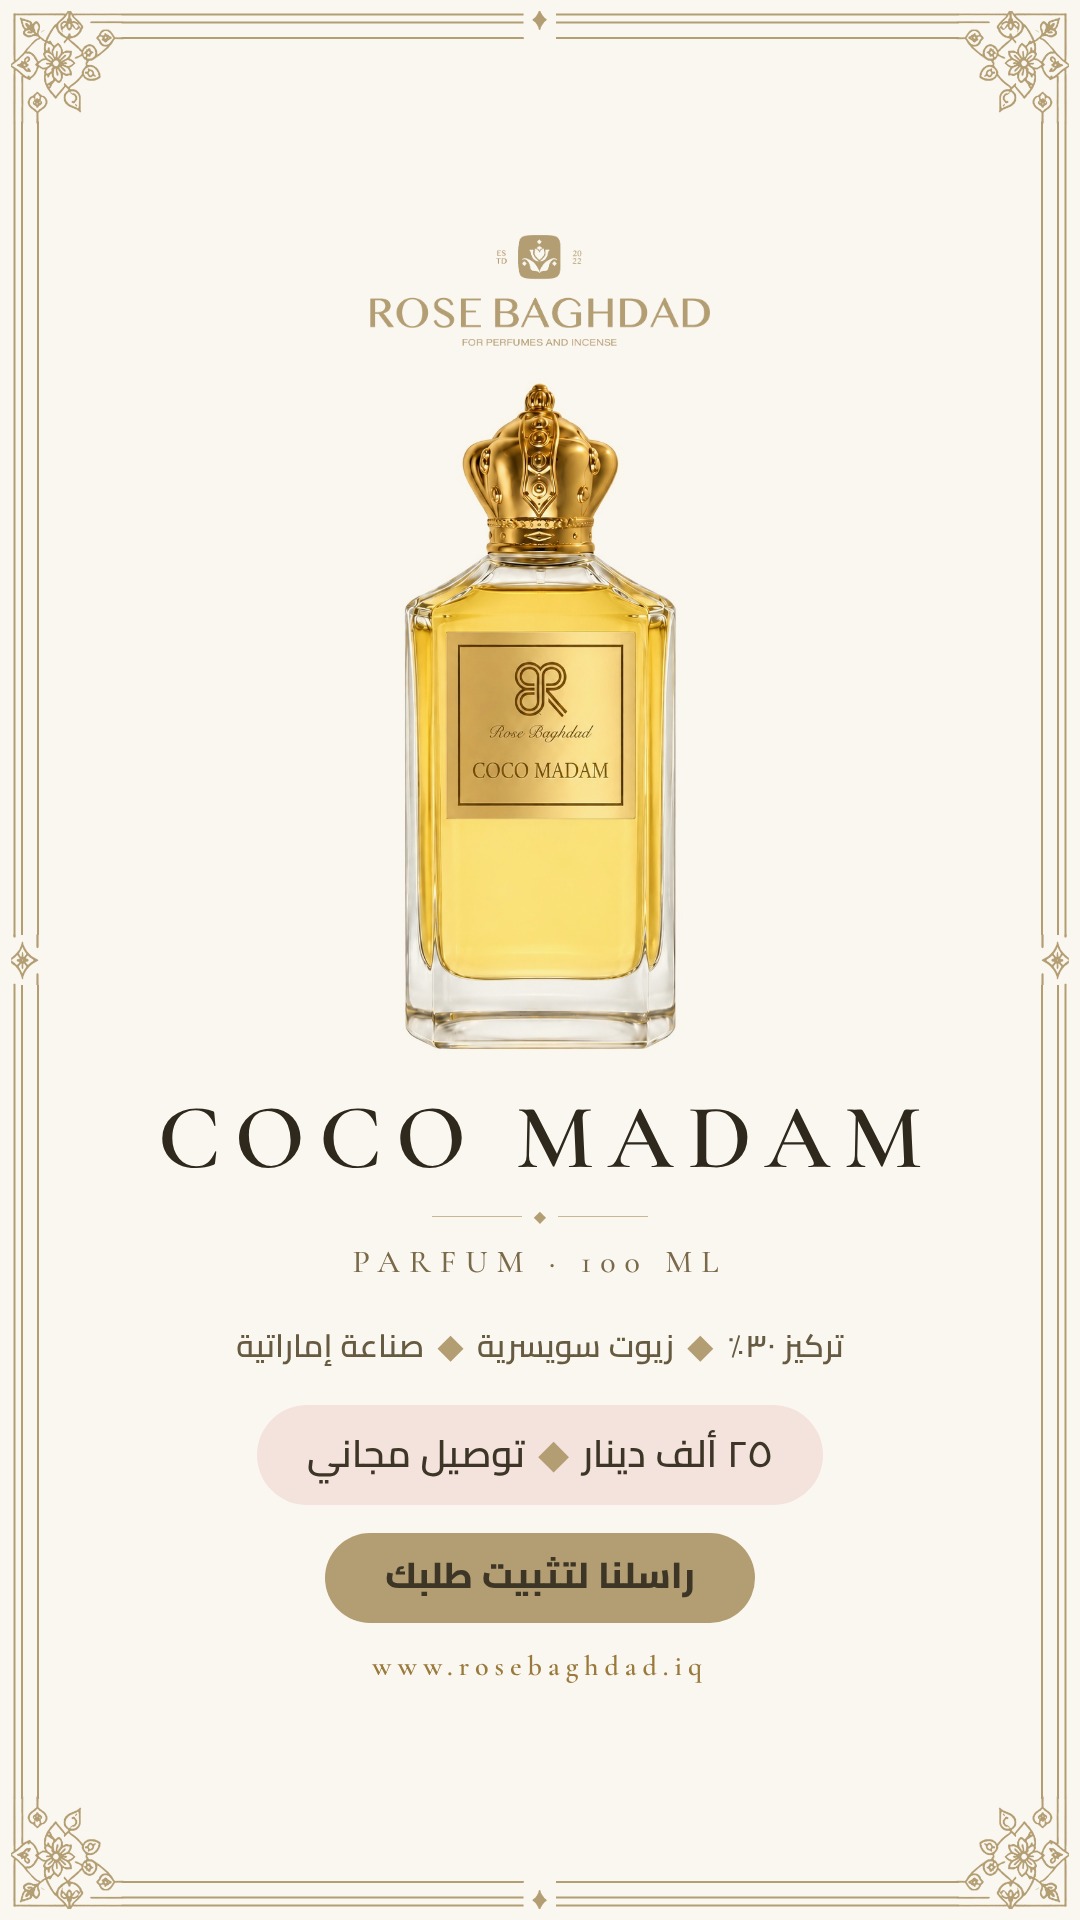 ES TD 20 22
ROSE BAGHDAD
FOR PERFUMES AND INCENSE
Rose Baghdad
COCO MADAM
COCO MADAM
PARFUM · 100 ML
تركيز ٣٠٪ ◆ زيوت سويسرية ◆ صناعة إماراتية
٢٥ ألف دينار ◆ توصيل مجاني
راسلنا لتثبيت طلبك
www.rosebaghdad.iq